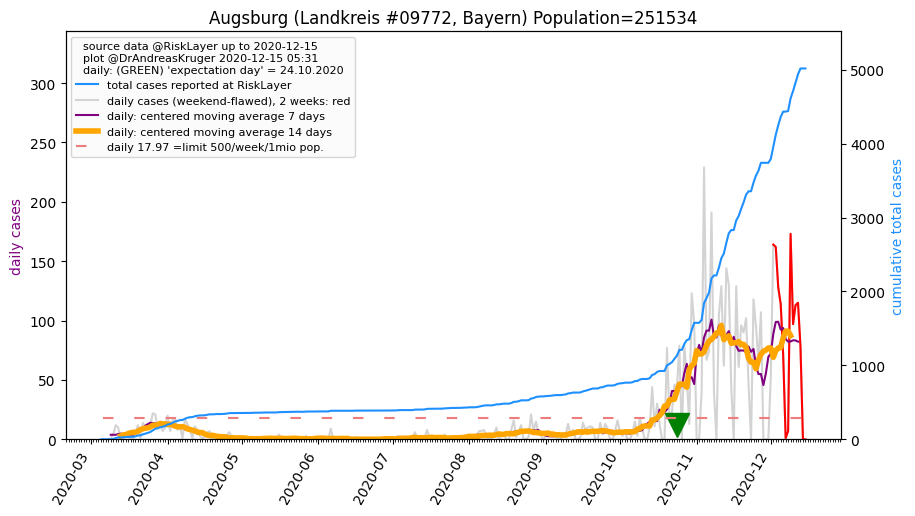 Augsburg (Landkreis #09772, Bayern) Population=251534
source data @RiskLayer up to 2020-12-15
plot @DrAndreasKruger 2020-12-15 05:31
daily: (GREEN) 'expectation day' = 24.10.2020
total cases reported at RiskLayer
daily cases (weekend-flawed), 2 weeks: red
daily: centered moving average 7 days
daily: centered moving average 14 days
daily 17.97 =limit 500/week/1mio pop.
daily cases
300
250
200
150
100
50
0
cumulative total cases
5000
4000
3000
2000
1000
0
2020-03
2020-04
2020-05
2020-06
2020-07
2020-08
2020-09
2020-10
2020-11
2020-12